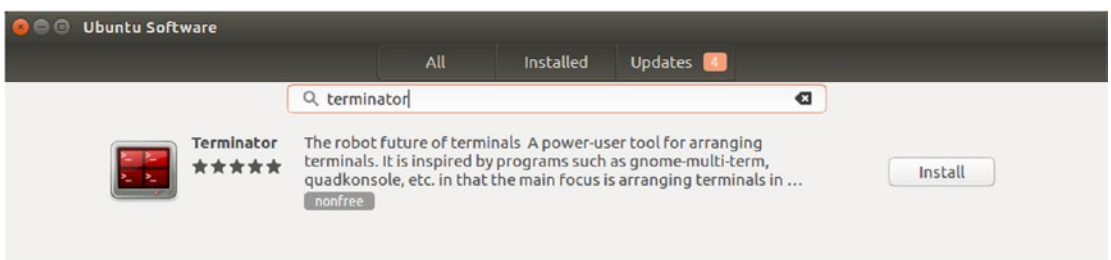 Ubuntu Software
All Installed Updates 4
terminator
Terminator
The robot future of terminals A power-user tool for arranging
terminals. It is inspired by programs such as gnome-multi-term,
quadkonsole, etc. in that the main focus is arranging terminals in ...
nonfree
Install